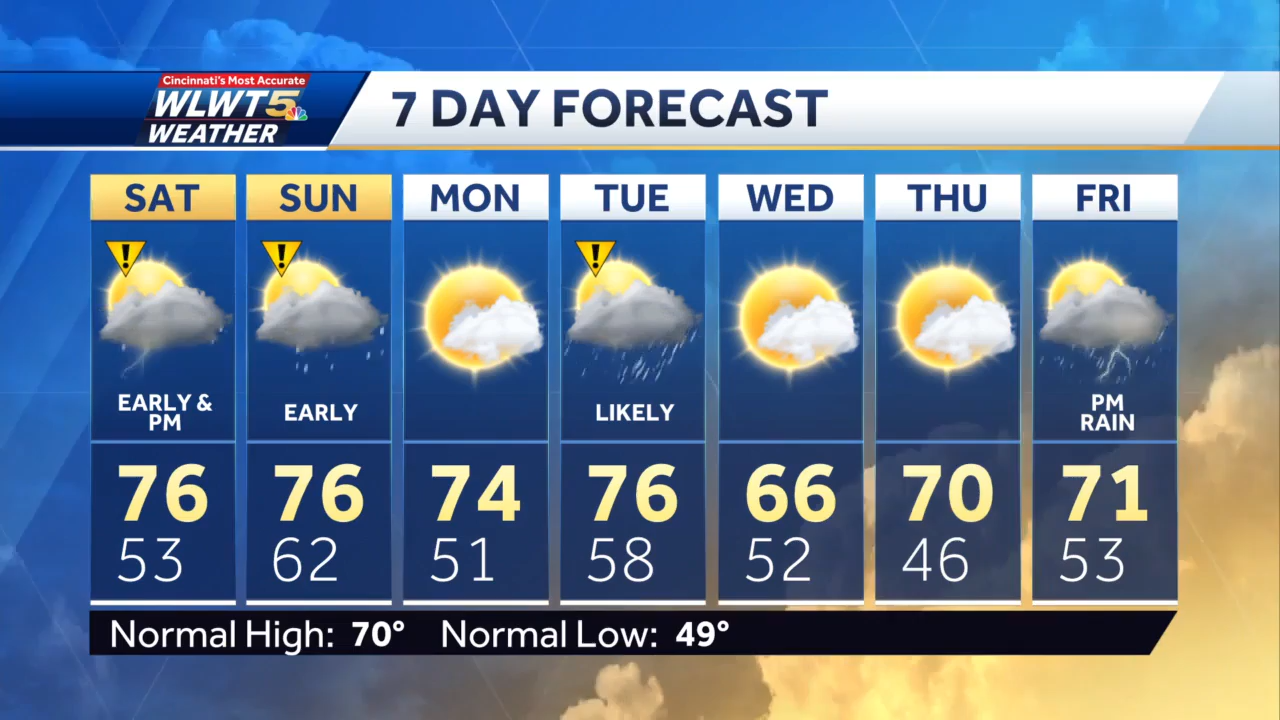 Cincinnati's Most Accurate
WLWT5
WEATHER
7 DAY FORECAST
SAT SUN MON TUE WED THU FRI
! ! !
EARLY &
PM
EARLY
LIKELY
PM
RAIN
76 76 74 76 66 70 71
53 62 51 58 52 46 53
Normal High: 70° Normal Low: 49°